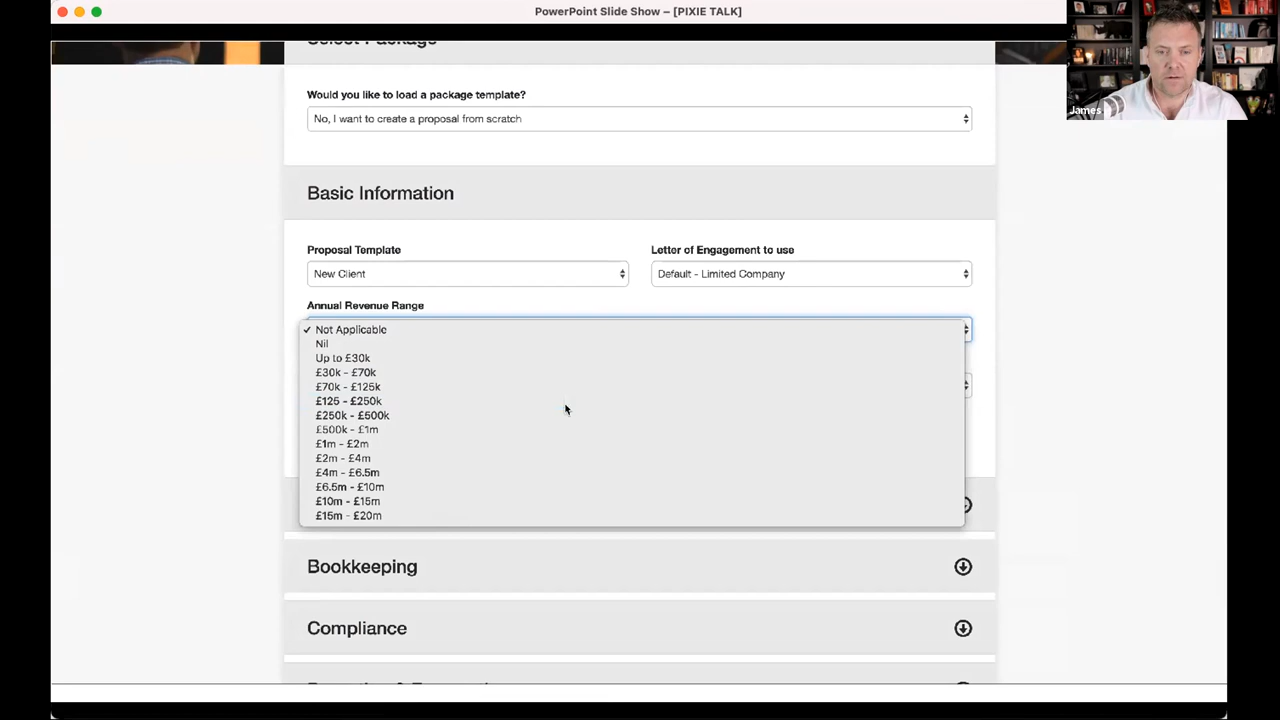 PowerPoint Slide Show – [PIXIE TALK]
James
Select Package
Would you like to load a package template?
No, I want to create a proposal from scratch
Basic Information
Proposal Template
Letter of Engagement to use
New Client
Default - Limited Company
Annual Revenue Range
✓ Not Applicable
Nil
Up to £30k
£30k - £70k
£70k - £125k
£125 - £250k
£250k - £500k
£500k - £1m
£1m - £2m
£2m - £4m
£4m - £6.5m
£6.5m - £10m
£10m - £15m
£15m - £20m
Bookkeeping
Compliance